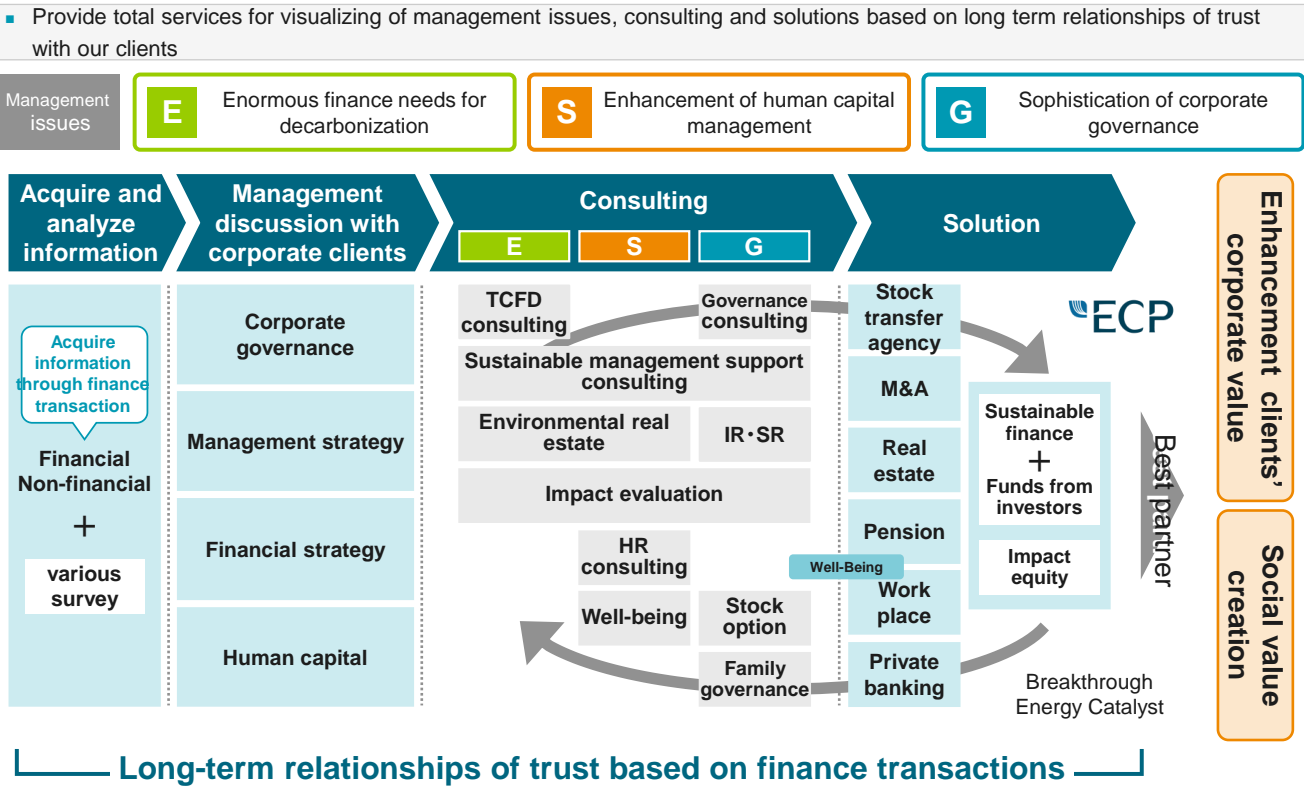 Provide total services for visualizing of management issues, consulting and solutions based on long term relationships of trust
with our clients
Management
issues
E
Enormous finance needs for
decarbonization
S
Enhancement of human capital
management
G
Sophistication of corporate
governance
Acquire and
analyze
information
Management
discussion with
corporate clients
Consulting
E
S
G
Solution
Acquire
information
through finance
transaction
Financial
Non-financial
+
various
survey
Corporate
governance
Management strategy
Financial strategy
Human capital
TCFD
consulting
Governance
consulting
Sustainable management support
consulting
Environmental real
estate
IR・SR
Impact evaluation
HR
consulting
Well-being
Stock
option
Family
governance
Well-Being
Stock
transfer
agency
M&A
Real
estate
Pension
Work
place
Private
banking
ECP
Sustainable
finance
+
Funds from
investors
Impact
equity
Breakthrough
Energy Catalyst
Best partner
Enhancement clients’
corporate value
Social value
creation
Long-term relationships of trust based on finance transactions